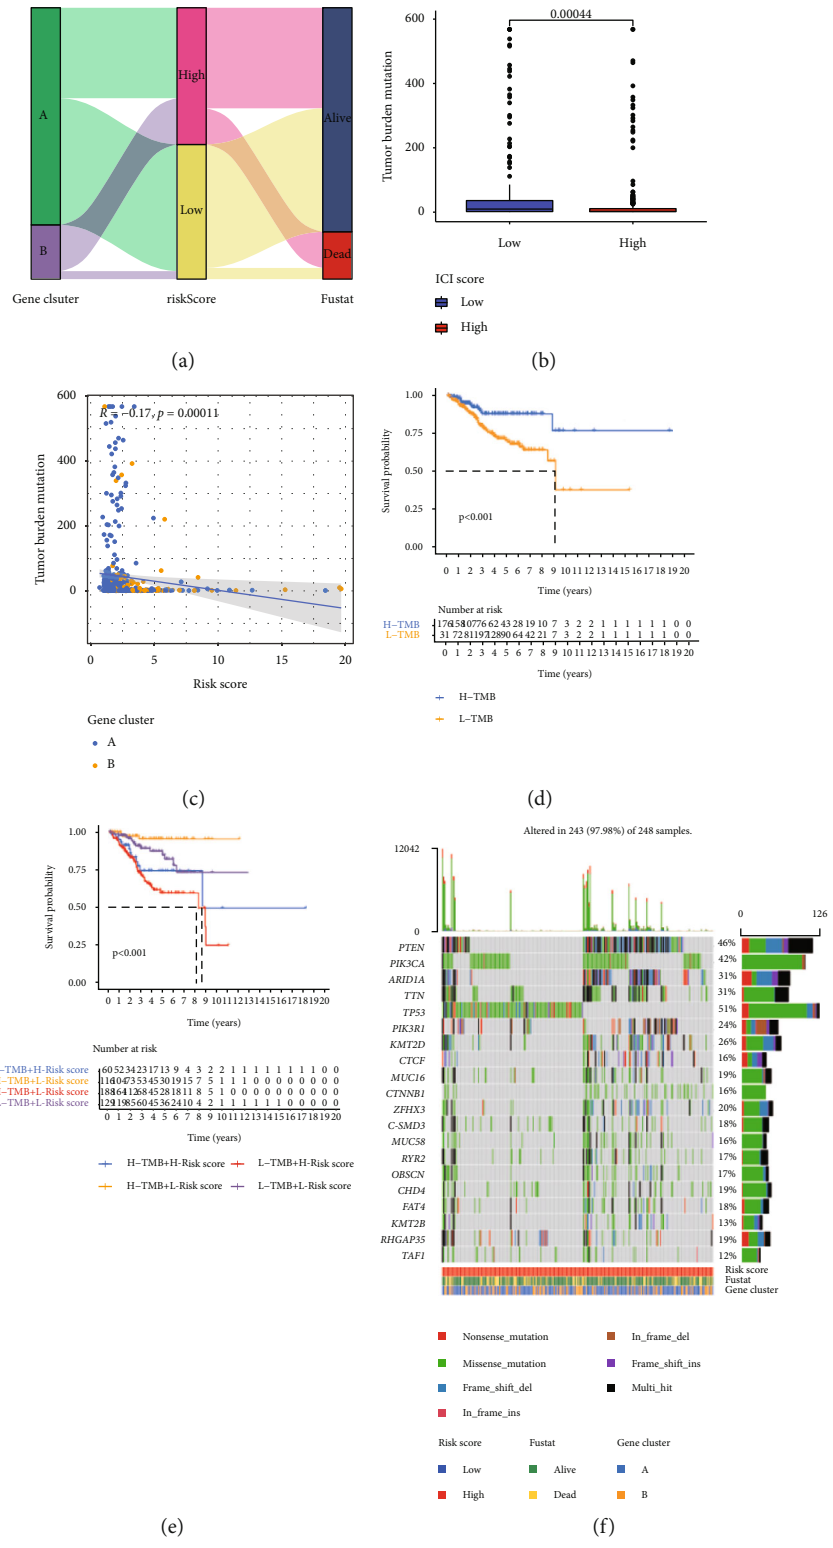 A
B
High
Low
Alive
Dead
Gene clsuter
riskScore
Fustat
(a)
Tumor burden mutation
600
400
200
0
0.00044
Low
High
ICI score
Low
High
(b)
Tumor burden mutation
600
400
200
0
R = −0.17, p = 0.00011
0 5 10 15 20
Risk score
Gene cluster
A
B
(c)
Survival probability
1.00
0.75
0.50
0.25
0.00
p<0.001
0 1 2 3 4 5 6 7 8 9 10 11 12 13 14 15 16 17 18 19 20
Time (years)
Number at risk
H−TMB
L−TMB
0 1 2 3 4 5 6 7 8 9 10 11 12 13 14 15 16 17 18 19 20
Time (years)
H−TMB
L−TMB
(d)
Survival probability
1.00
0.75
0.50
0.25
0.00
p<0.001
0 1 2 3 4 5 6 7 8 9 10 11 12 13 14 15 16 17 18 19 20
Time (years)
Number at risk
−TMB+H-Risk score
−TMB+L-Risk score
−TMB+H-Risk score
−TMB+L-Risk score
0 1 2 3 4 5 6 7 8 9 10 11 12 13 14 15 16 17 18 19 20
Time (years)
H−TMB+H-Risk score L−TMB+H-Risk score
H−TMB+L-Risk score L−TMB+L-Risk score
(e)
Altered in 243 (97.98%) of 248 samples.
12042
0
0 126
PTEN 46%
PIK3CA 42%
ARID1A 31%
TTN 31%
TP53 51%
PIK3R1 24%
KMT2D 26%
CTCF 16%
MUC16 19%
CTNNB1 16%
ZFHX3 20%
C-SMD3 18%
MUC58 16%
RYR2 17%
OBSCN 17%
CHD4 19%
FAT4 18%
KMT2B 13%
RHGAP35 19%
TAF1 12%
Risk score
Fustat
Gene cluster
Nonsense_mutation In_frame_del
Missense_mutation Frame_shift_ins
Frame_shift_del Multi_hit
In_frame_ins
Risk score Fustat Gene cluster
Low Alive A
High Dead B
(f)